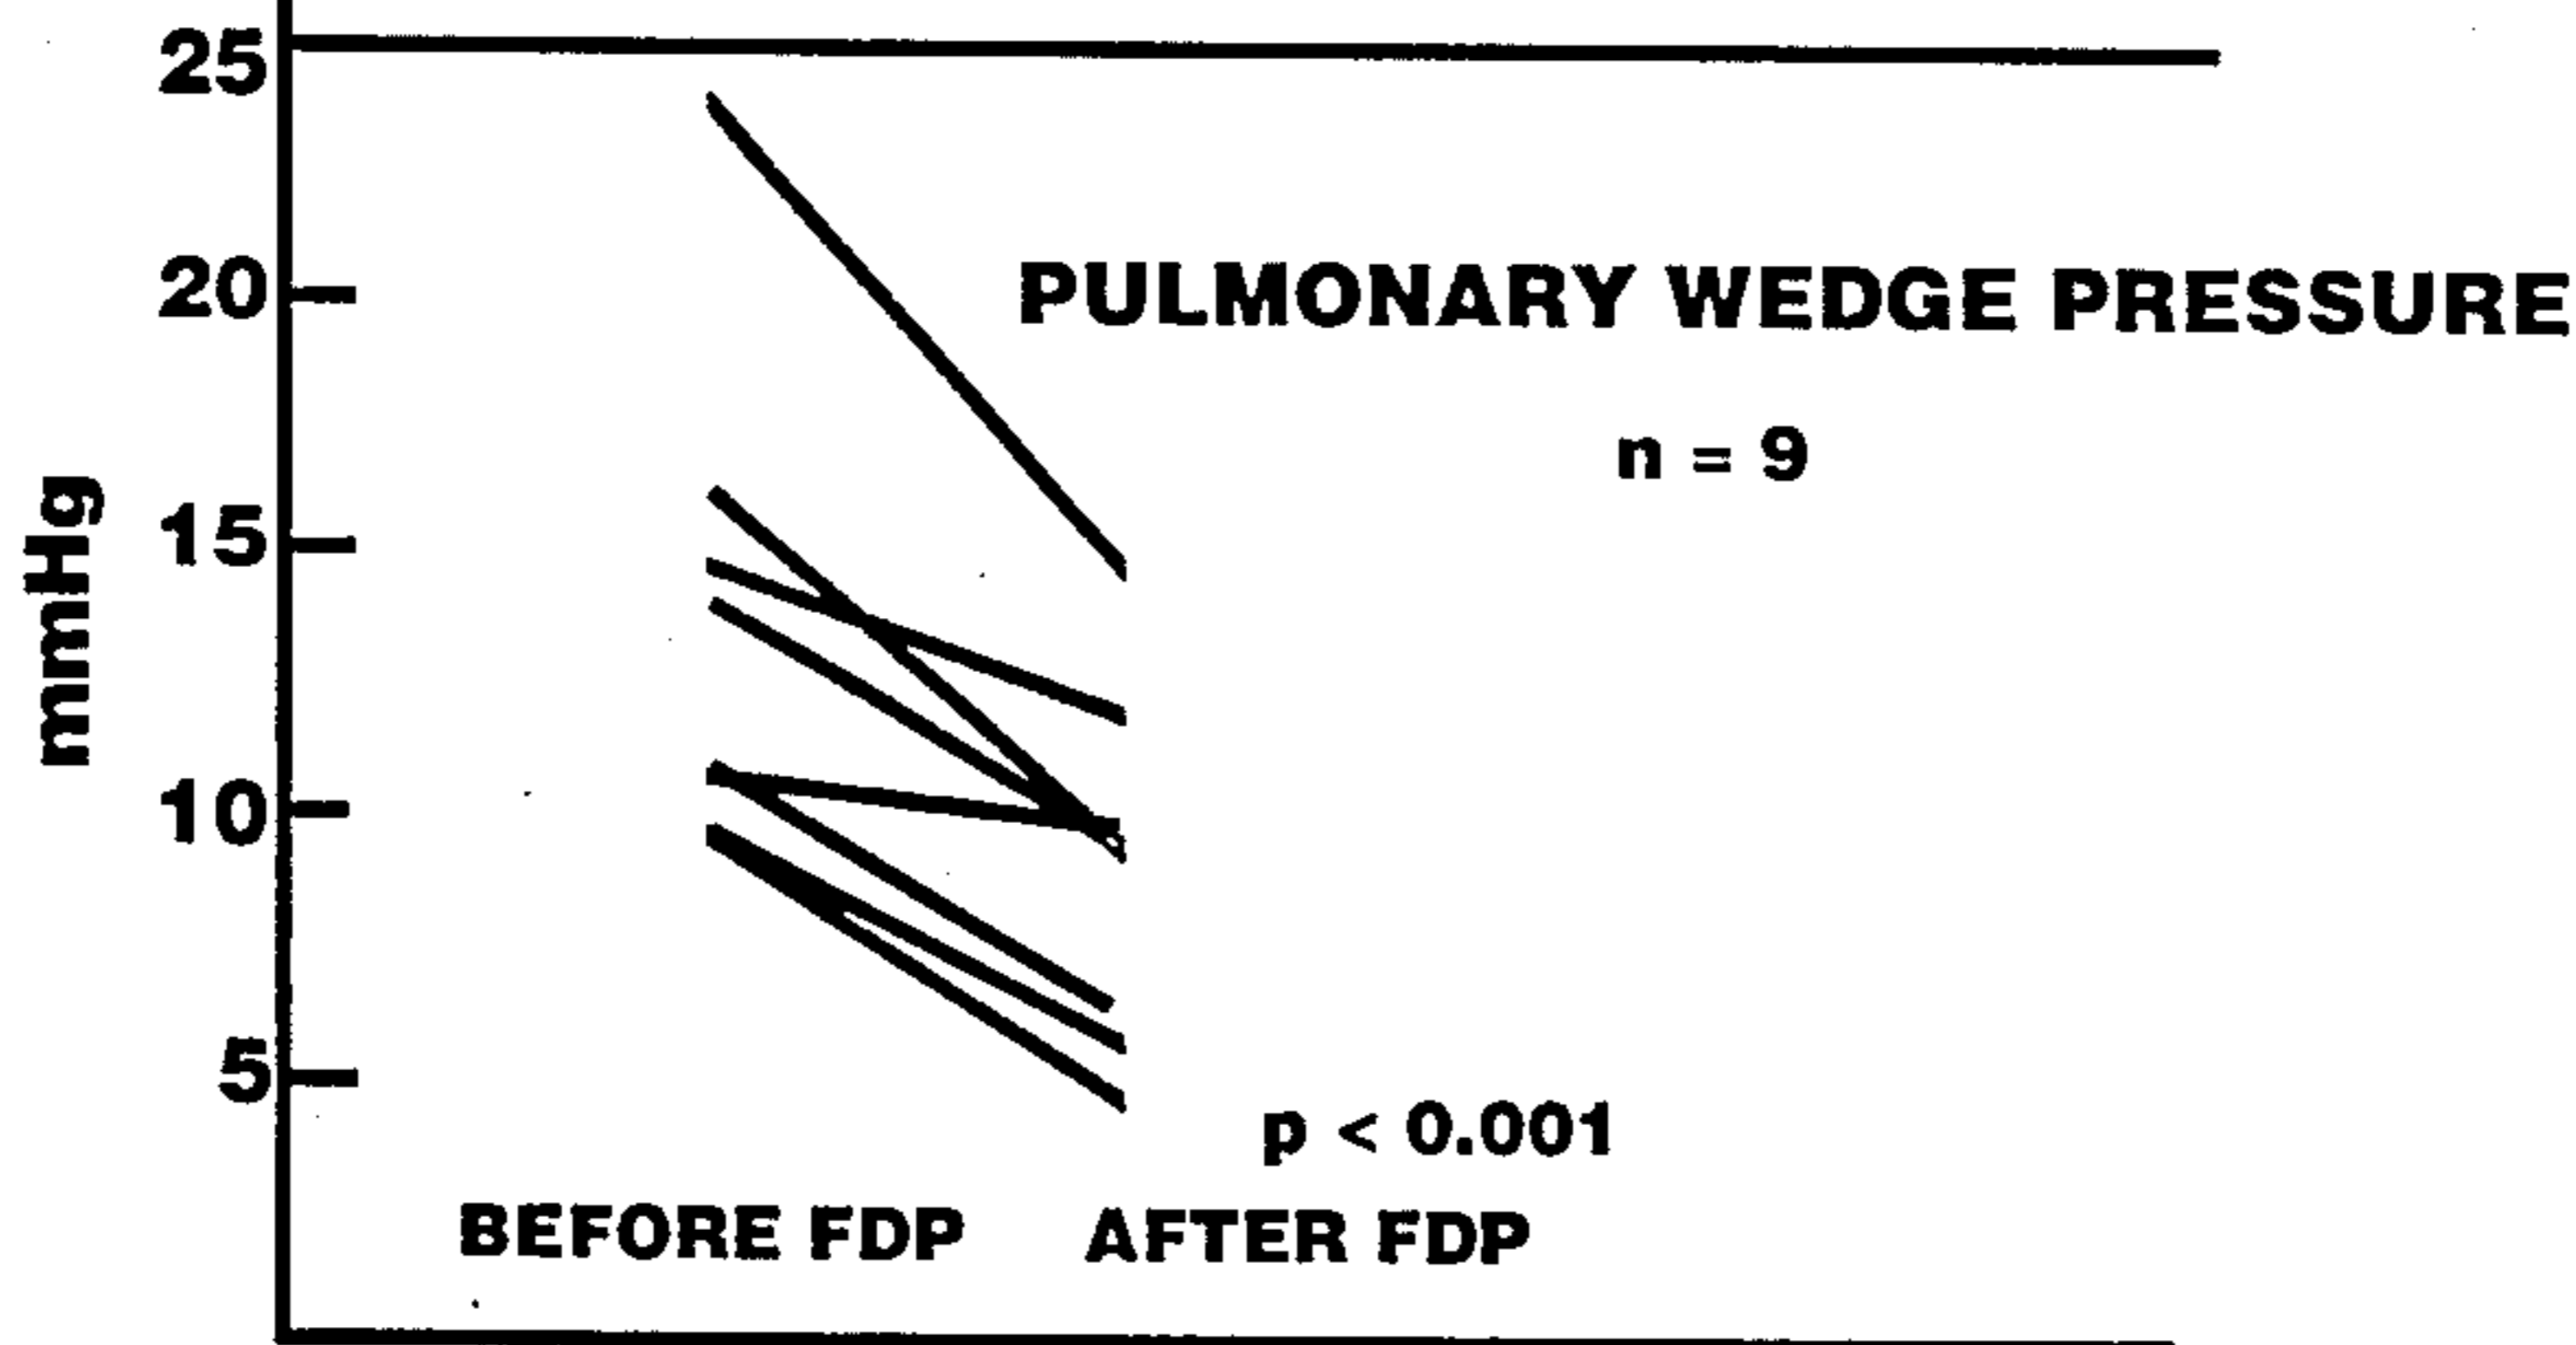 25
20
PULMONARY WEDGE PRESSURE
n = 9
15
mmHg
10
5
p < 0.001
BEFORE FDP AFTER FDP